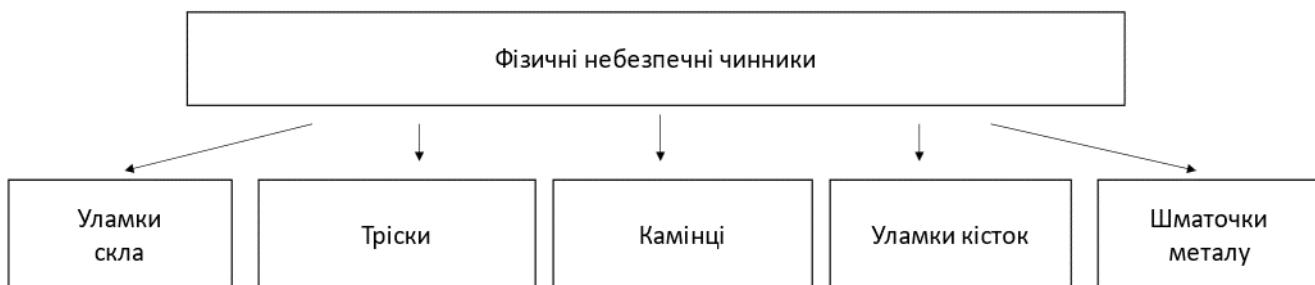 Фізичні небезпечні чинники
Уламки
скла
Тріски
Камінці
Уламки кісток
Шматочки
металу